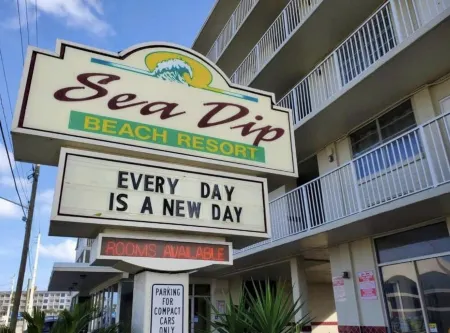 Sea Dip
BEACH RESORT
EVERY DAY
IS A NEW DAY
ROOMS AVAILABLE
PARKING
FOR
COMPACT
CARS
ONLY